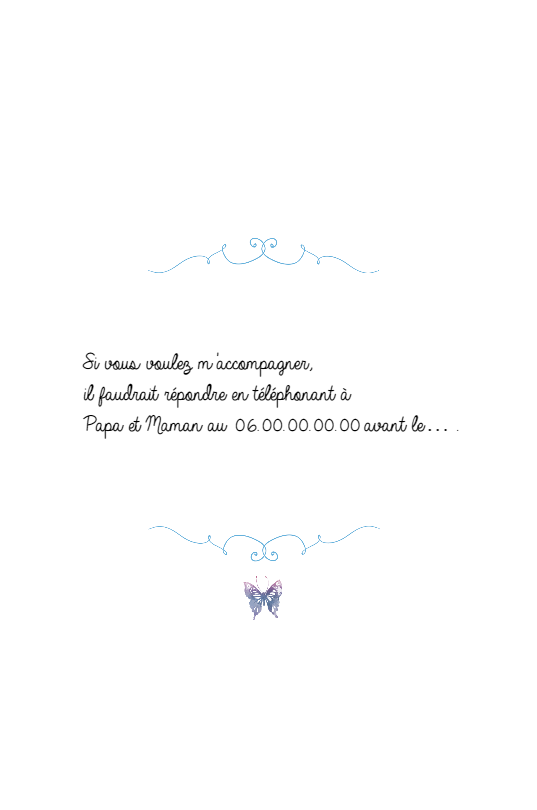 Si vous voulez m'accompagner,
il faudrait répondre en téléphonant à
Papa et Maman au 06.00.00.00.00 avant le... .